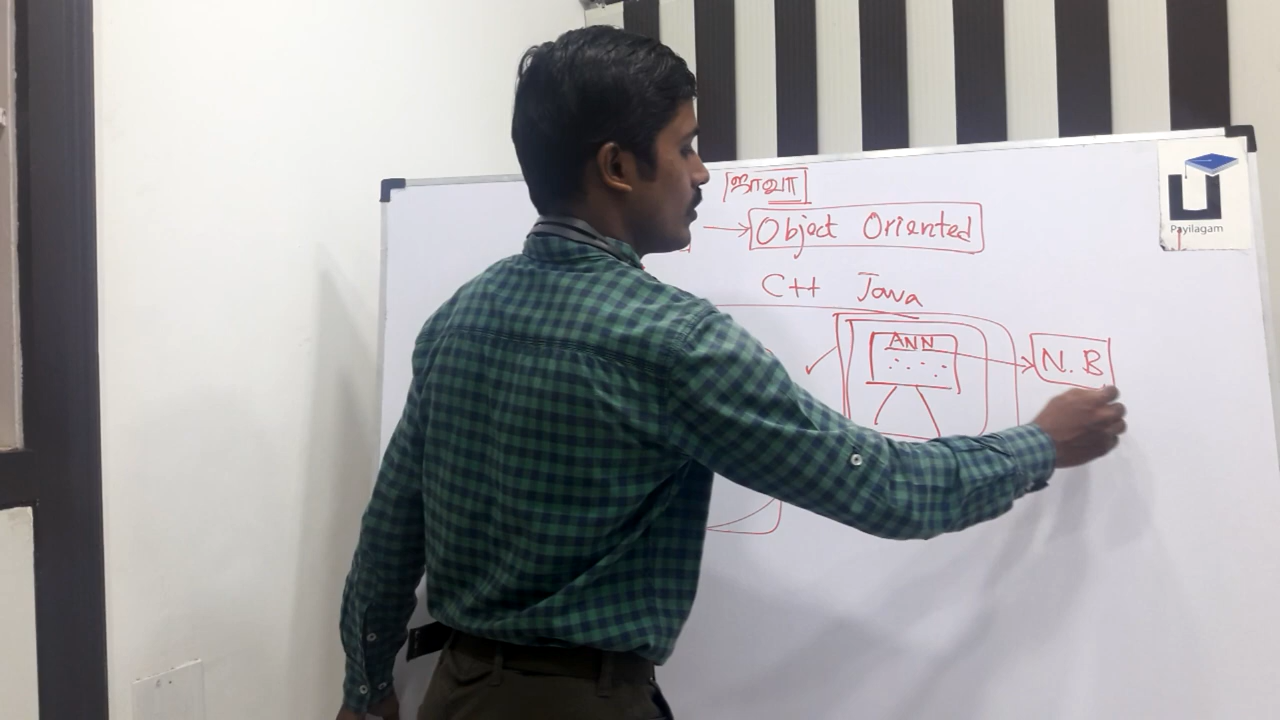 ஜாவா
Object Oriented
C++ Java
ANN
N.B
Payilagam